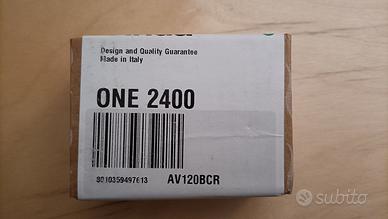 Design and Quality Guarantee
Made in Italy
ONE 2400
8010359497613
AV120BCR
subito